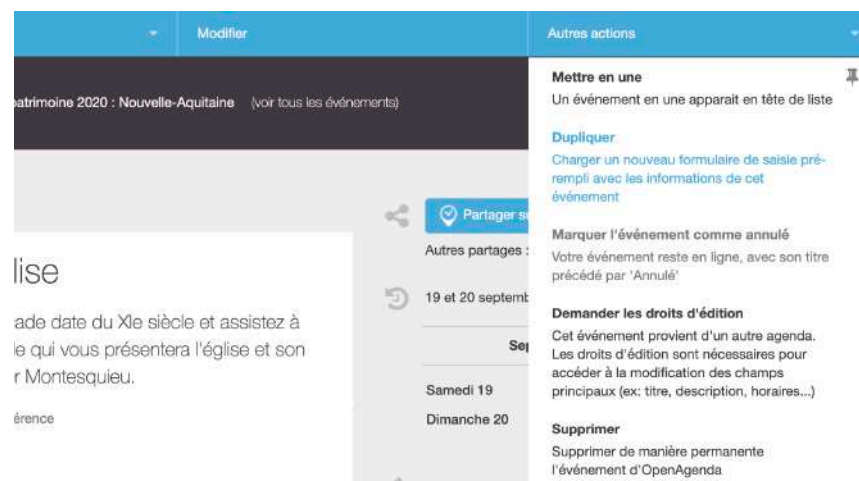 Modifier
Autres actions
patrimoine 2020 : Nouvelle-Aquitaine (voir tous les événements)
Mettre en une
Un événement en une apparait en tête de liste
Dupliquer
Charger un nouveau formulaire de saisie pré-
rempli avec les informations de cet
événement
Marquer l'événement comme annulé
Votre événement reste en ligne, avec son titre
précédé par 'Annulé'
Demander les droits d'édition
Cet événement provient d'un autre agenda.
Les droits d'édition sont nécessaires pour
accéder à la modification des champs
principaux (ex: titre, description, horaires...)
Supprimer
Supprimer de manière permanente
l'événement d'OpenAgenda
Partager su
Autres partages :
19 et 20 septemb
Sep
Samedi 19
Dimanche 20
lise
ade date du XIe siècle et assistez à
le qui vous présentera l'église et son
r Montesquieu.
érence